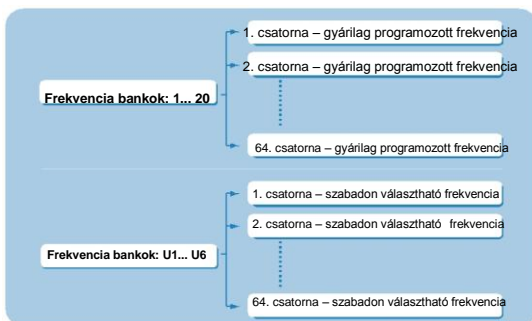 1. csatorna – gyárilag programozott frekvencia
2. csatorna – gyárilag programozott frekvencia
Frekvencia bankok: 1... 20
64. csatorna – gyárilag programozott frekvencia
1. csatorna – szabadon választható frekvencia
2. csatorna – szabadon választható frekvencia
Frekvencia bankok: U1... U6
64. csatorna – szabadon választható frekvencia